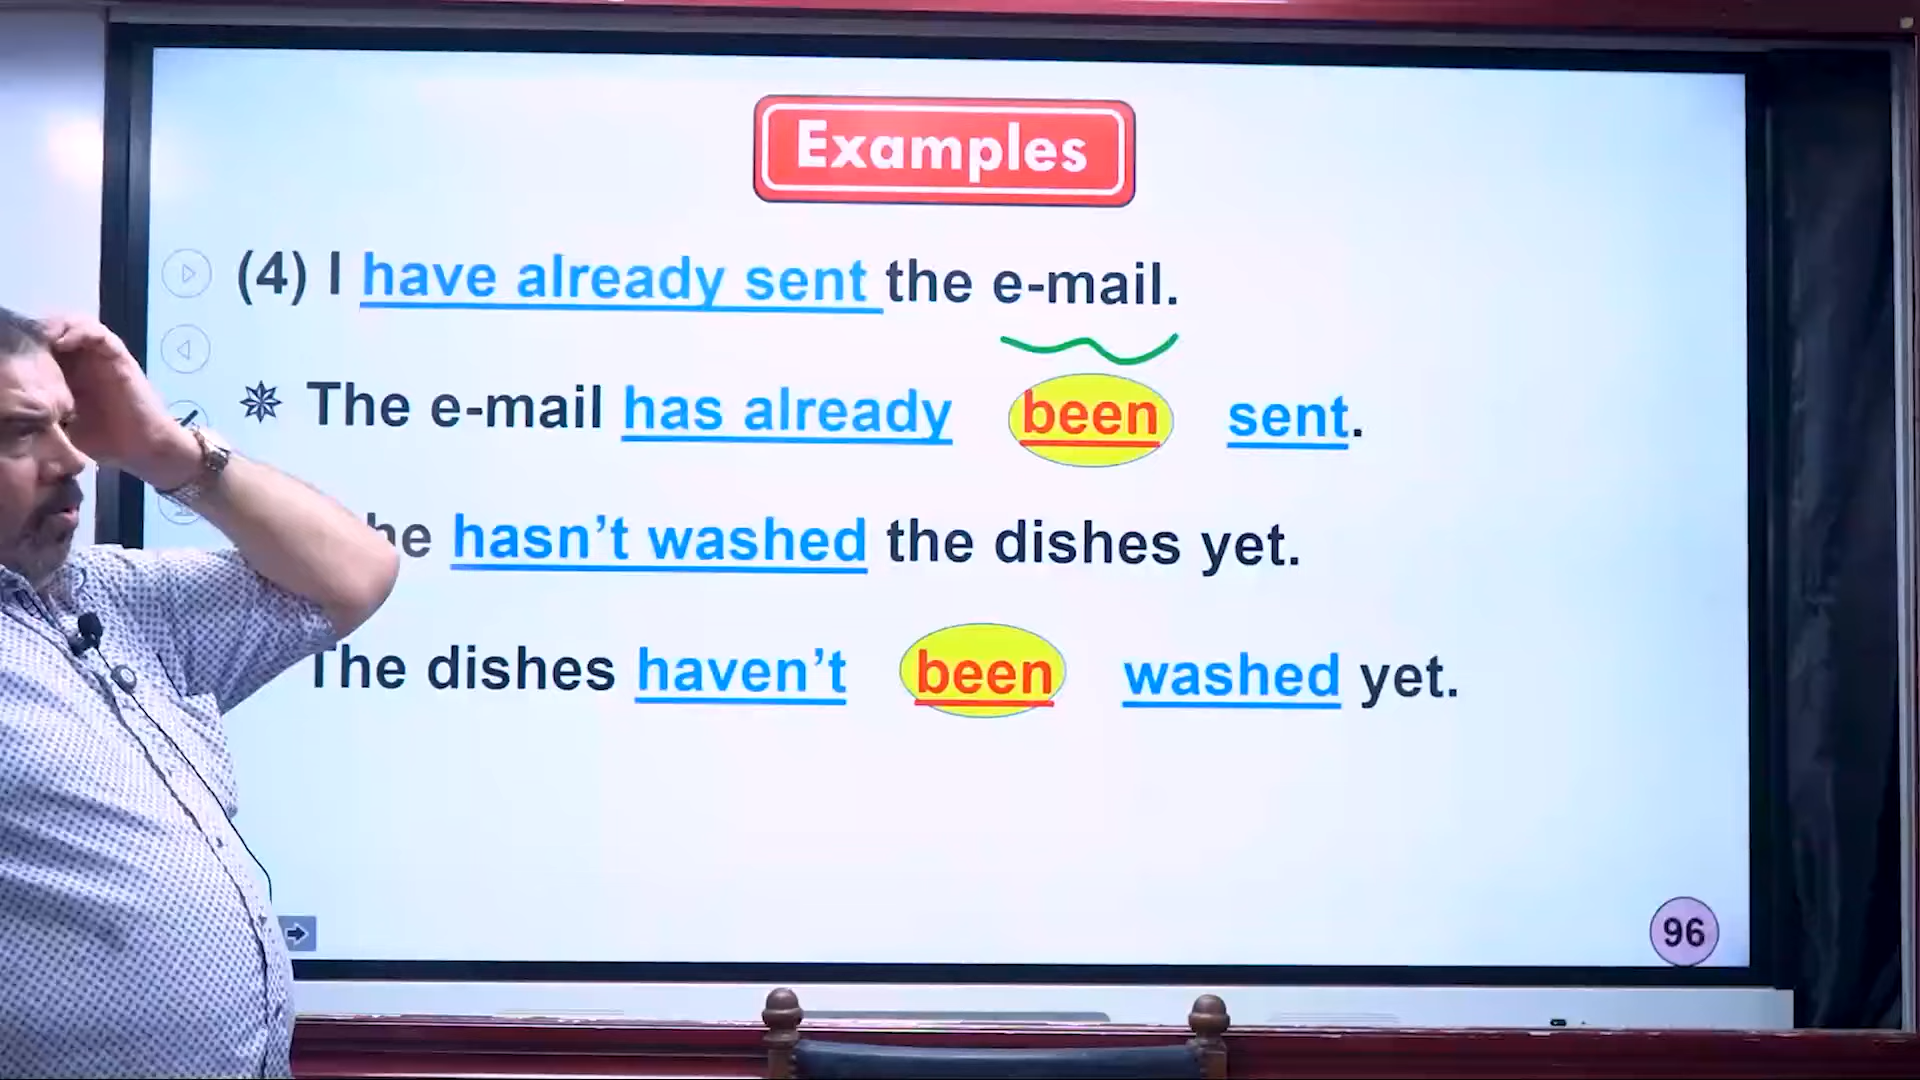 Examples
(4) I have already sent the e-mail.
The e-mail has already been sent.
he hasn’t washed the dishes yet.
The dishes haven’t been washed yet.
96